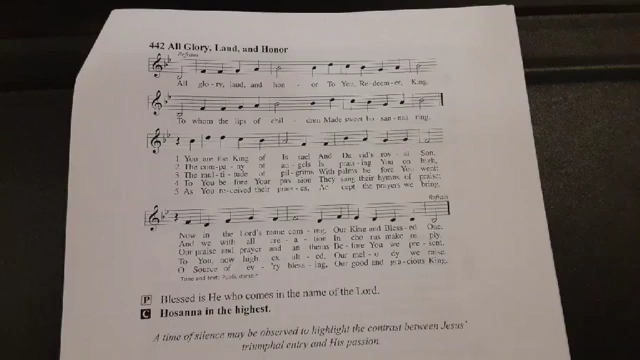 442 All Glory, Laud, and Honor
Refrain
All glo-ry, laud, and hon - or To You, Re-deem-er, King,
To whom the lips of chil - dren Made sweet ho - san-nas ring.
1 You are the King of Is - rael And Da - vid's roy - al Son,
2 The com-pa - ny of an - gels Is prais - ing You on high,
3 The mul-ti - tude of pil - grims With palms be - fore You went;
4 To You be - fore Your pas - sion They sang their hymns of praise;
5 As You re-ceived their prais-es, Ac - cept the prayers we bring,
Refrain
Now in the Lord's name com - ing, Our King and Bless-ed One.
And we with all cre - a - tion In cho - rus make re - ply.
Our praise and prayer and an - thems Be - fore You we pre - sent.
To You, now high ex - alt - ed, Our mel - o - dy we raise.
O Source of ev - 'ry bless - ing, Our good and gra-cious King.
Tune and text: Public domain
P Blessed is He who comes in the name of the Lord.
C Hosanna in the highest.
A time of silence may be observed to highlight the contrast between Jesus'
triumphal entry and His passion.